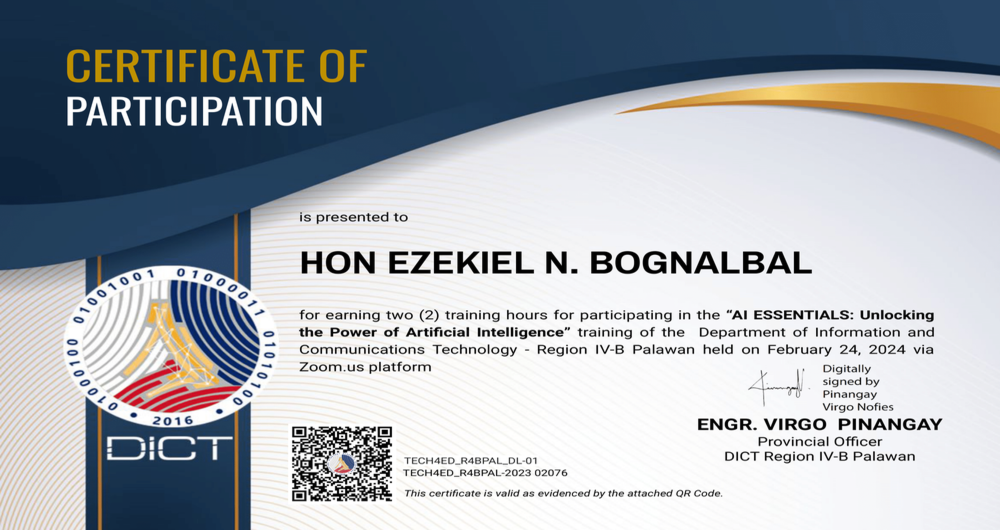 CERTIFICATE OF
PARTICIPATION
is presented to
HON EZEKIEL N. BOGNALBAL
for earning two (2) training hours for participating in the “AI ESSENTIALS: Unlocking
the Power of Artificial Intelligence” training of the Department of Information and
Communications Technology - Region IV-B Palawan held on February 24, 2024 via
Zoom.us platform
Digitally
signed by
Pinangay
Virgo Nofies
ENGR. VIRGO PINANGAY
Provincial Officer
DICT Region IV-B Palawan
01001001 01000011 01010100
01000100 • 2016 •
DiCT
TECH4ED_R4BPAL_DL-01
TECH4ED_R4BPAL-2023 02076
This certificate is valid as evidenced by the attached QR Code.